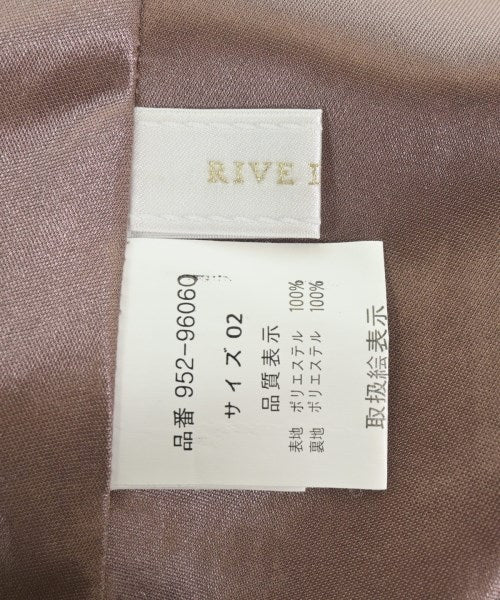 RIVE
品番 952-96060
サイズ 02
品質表示
表地 ポリエステル 100%
裏地 ポリエステル 100%
取扱絵表示